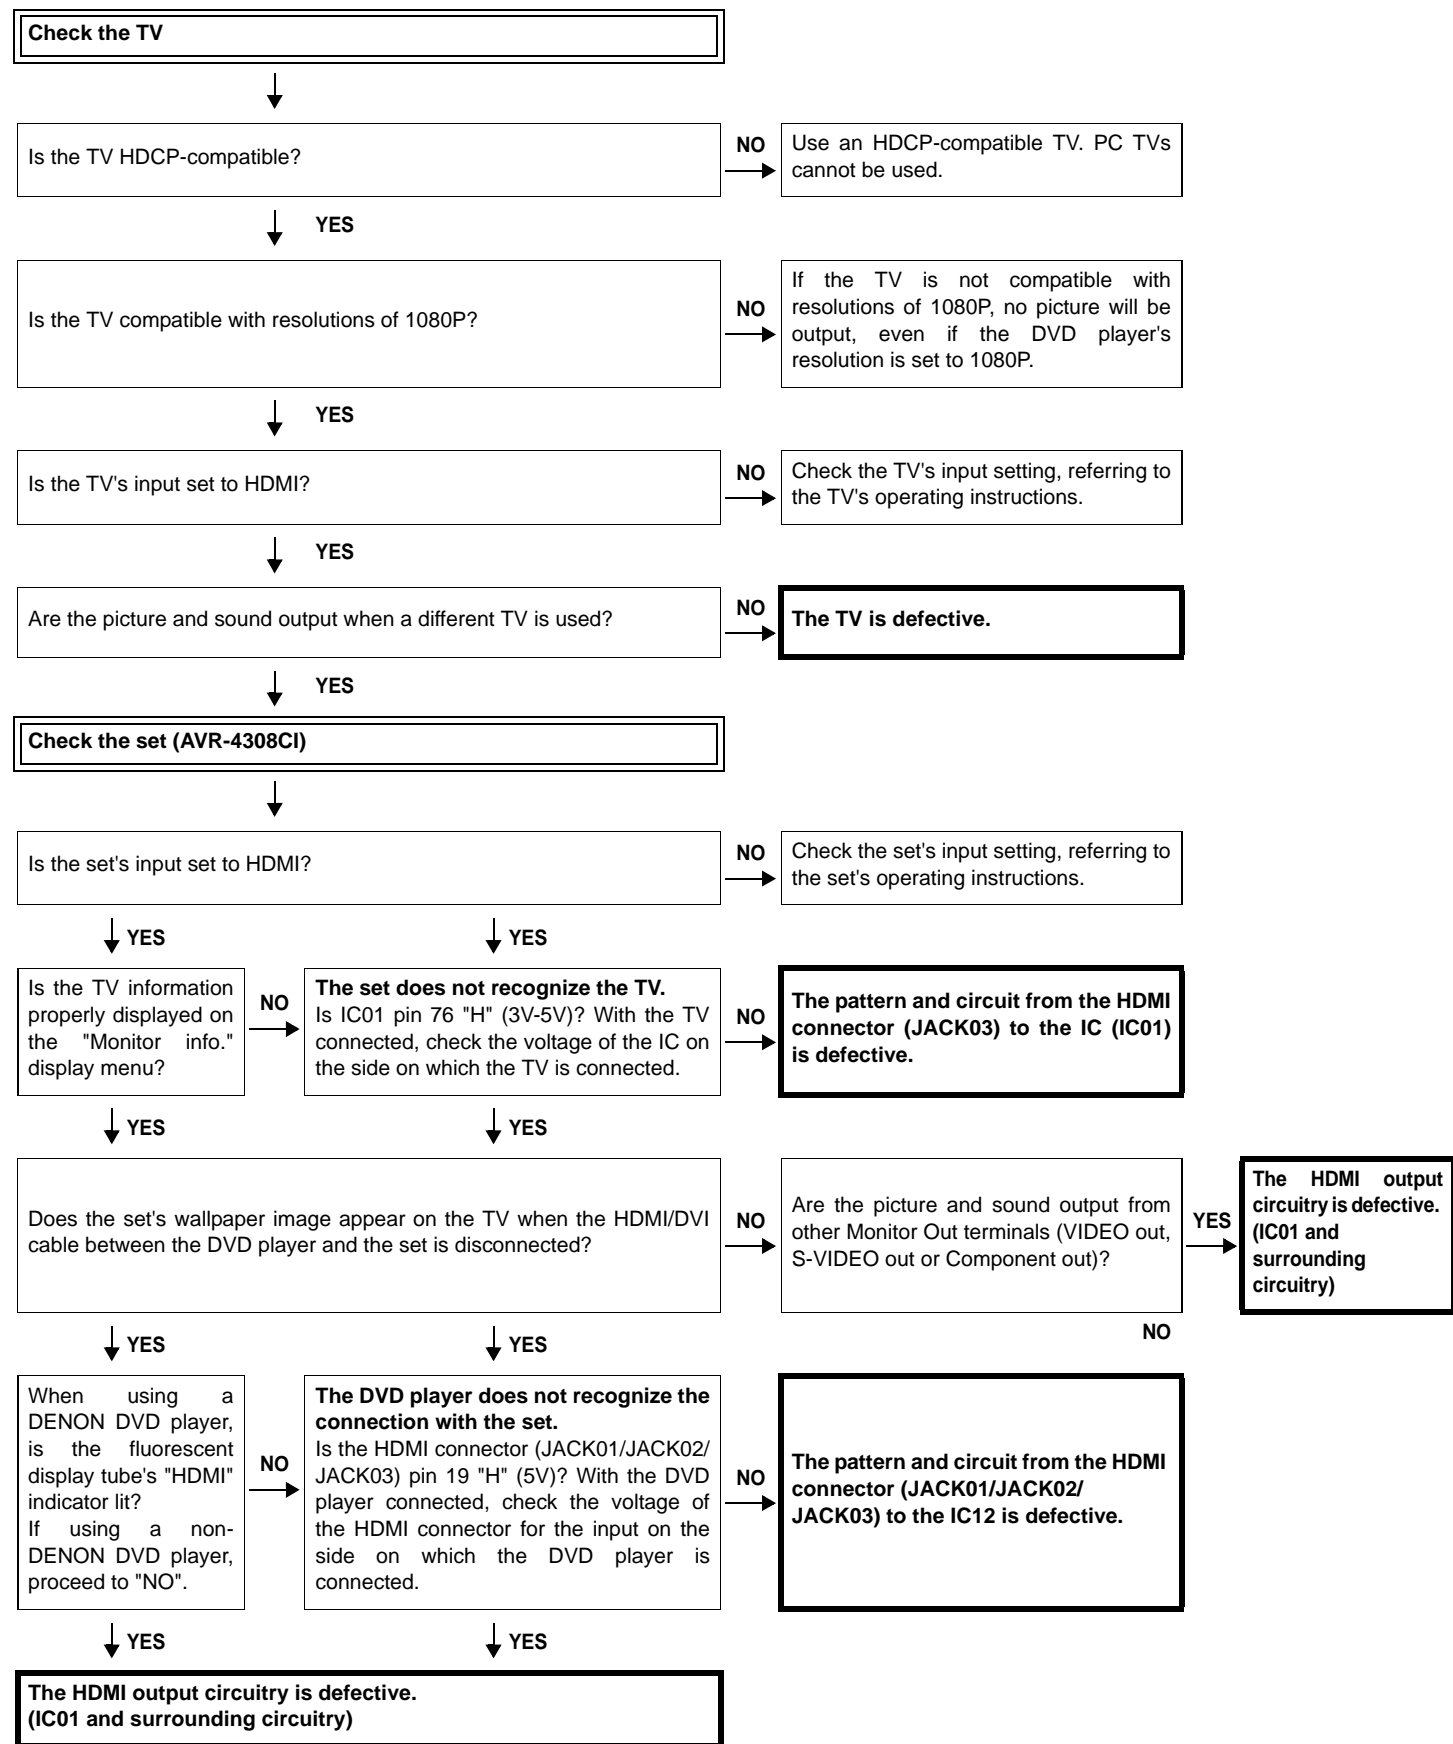 Check the TV
Is the TV HDCP-compatible?
NO
Use an HDCP-compatible TV. PC TVs
cannot be used.
YES
Is the TV compatible with resolutions of 1080P?
NO
If the TV is not compatible with
resolutions of 1080P, no picture will be
output, even if the DVD player's
resolution is set to 1080P.
YES
Is the TV's input set to HDMI?
NO
Check the TV's input setting, referring to
the TV's operating instructions.
YES
Are the picture and sound output when a different TV is used?
NO
The TV is defective.
YES
Check the set (AVR-4308CI)
Is the set's input set to HDMI?
NO
Check the set's input setting, referring to
the set's operating instructions.
YES
YES
Is the TV information
properly displayed on
the "Monitor info."
display menu?
NO
The set does not recognize the TV.
Is IC01 pin 76 "H" (3V-5V)? With the TV
connected, check the voltage of the IC on
the side on which the TV is connected.
NO
The pattern and circuit from the HDMI
connector (JACK03) to the IC (IC01)
is defective.
YES
YES
Does the set's wallpaper image appear on the TV when the HDMI/DVI
cable between the DVD player and the set is disconnected?
NO
Are the picture and sound output from
other Monitor Out terminals (VIDEO out,
S-VIDEO out or Component out)?
YES
The HDMI output
circuitry is defective.
(IC01 and
surrounding
circuitry)
YES
YES
NO
When using a
DENON DVD player,
is the fluorescent
display tube's "HDMI"
indicator lit?
If using a non-
DENON DVD player,
proceed to "NO".
NO
The DVD player does not recognize the
connection with the set.
Is the HDMI connector (JACK01/JACK02/
JACK03) pin 19 "H" (5V)? With the DVD
player connected, check the voltage of
the HDMI connector for the input on the
side on which the DVD player is
connected.
NO
The pattern and circuit from the HDMI
connector (JACK01/JACK02/
JACK03) to the IC12 is defective.
YES
YES
The HDMI output circuitry is defective.
(IC01 and surrounding circuitry)